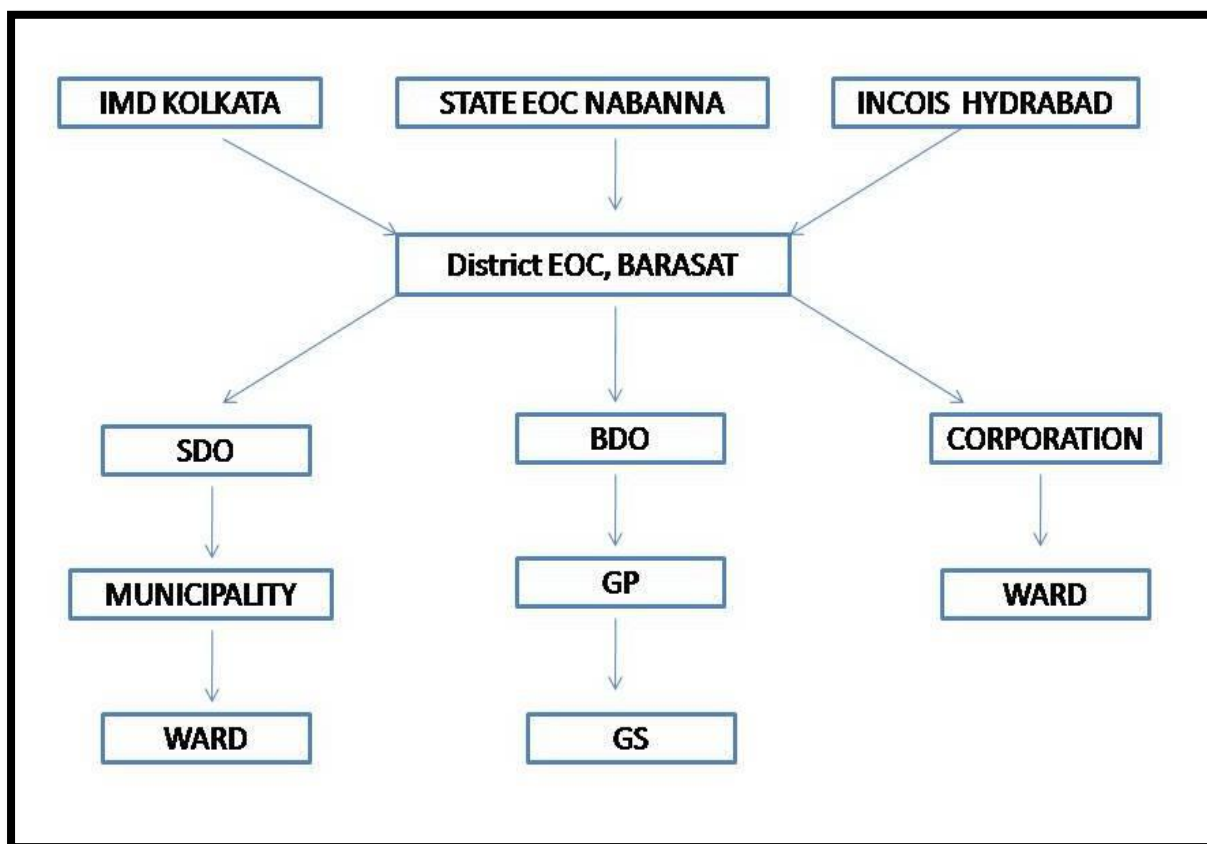 IMD KOLKATA
STATE EOC NABANNA
INCOIS HYDRABAD
District EOC, BARASAT
SDO
BDO
CORPORATION
MUNICIPALITY
GP
WARD
WARD
GS